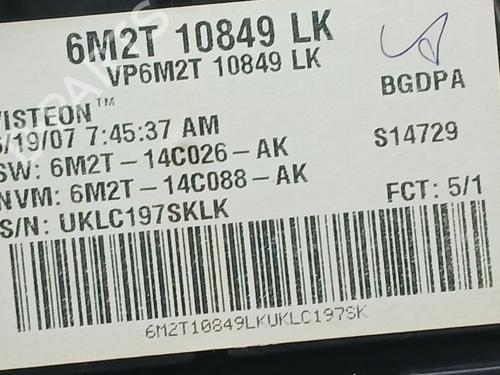 6M2T 10849 LK
VP6M2T 10849 LK
VISTEON™
BGDPA
/19/07 7:45:37 AM
SW: 6M2T-14C026-AK
S14729
NVM: 6M2T-14C088-AK
S/N: UKLC197SKLK
FCT: 5/1
6M2T10849LKUKLC197SK